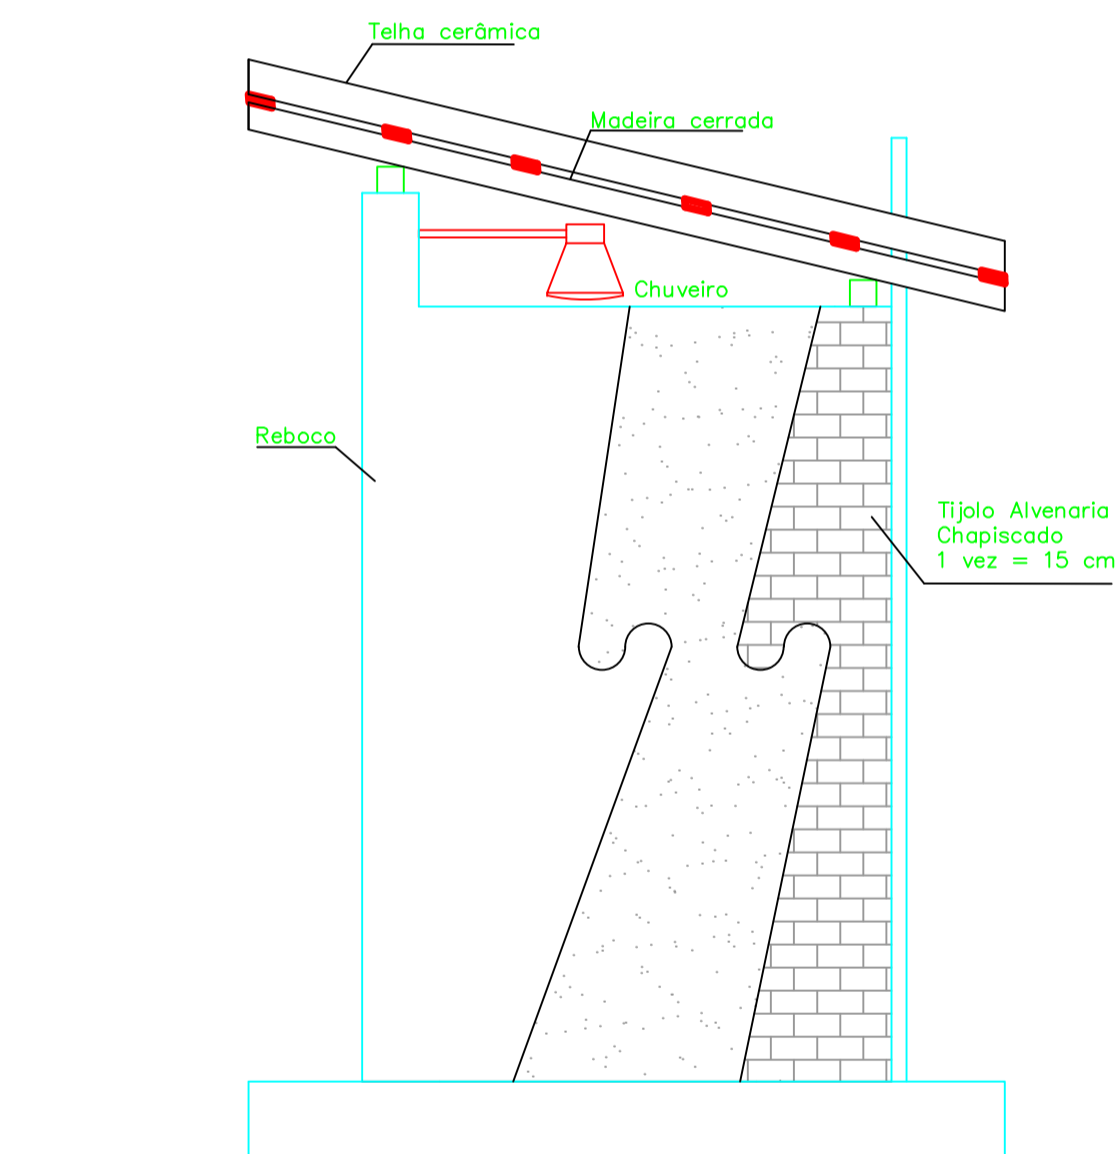 Telha cerâmica
Madeira cerrada
Chuveiro
Reboco
Tijolo Alvenaria
Chapiscado
1 vez = 15 cm